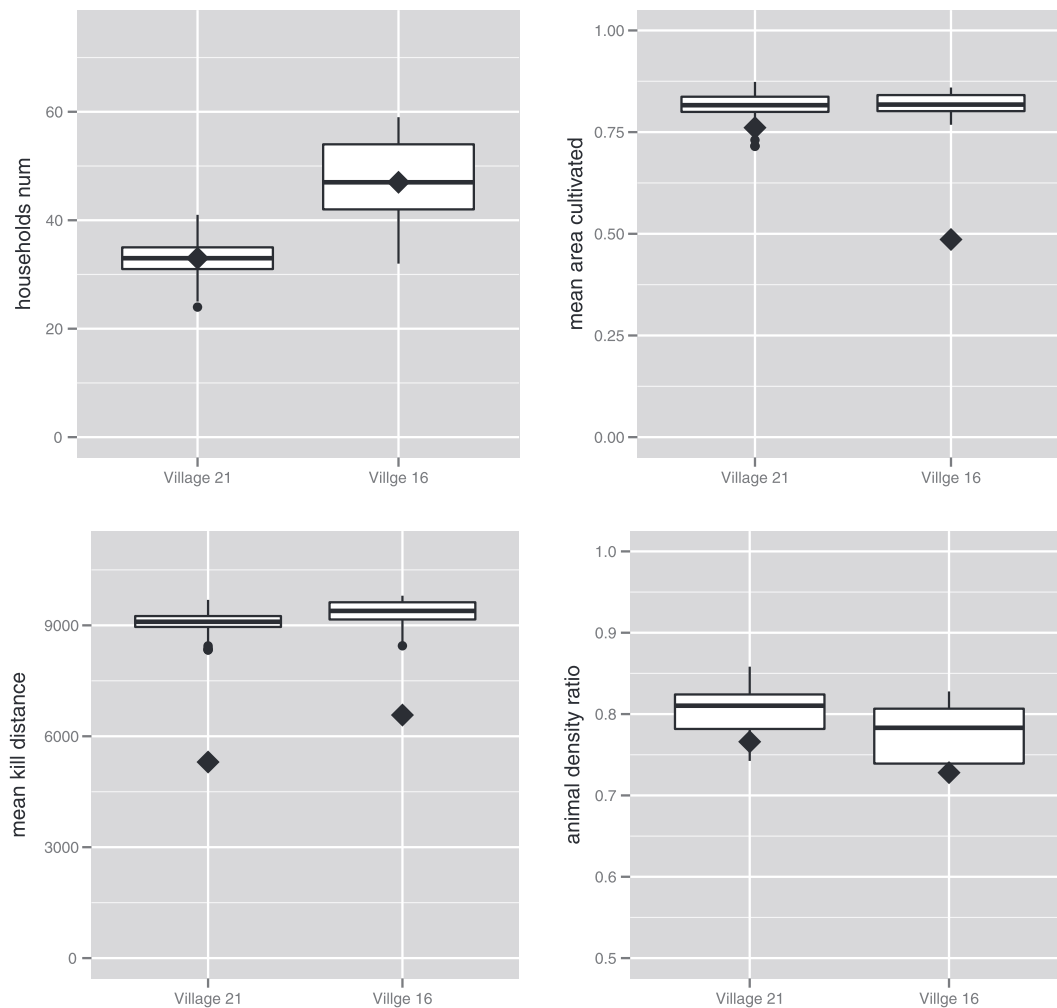 households num
60
40
20
0
Village 21
Villge 16
mean area cultivated
1.00
0.75
0.50
0.25
0.00
Village 21
Villge 16
mean kill distance
9000
6000
3000
0
Village 21
Villge 16
animal density ratio
1.0
0.9
0.8
0.7
0.6
0.5
Village 21
Villge 16